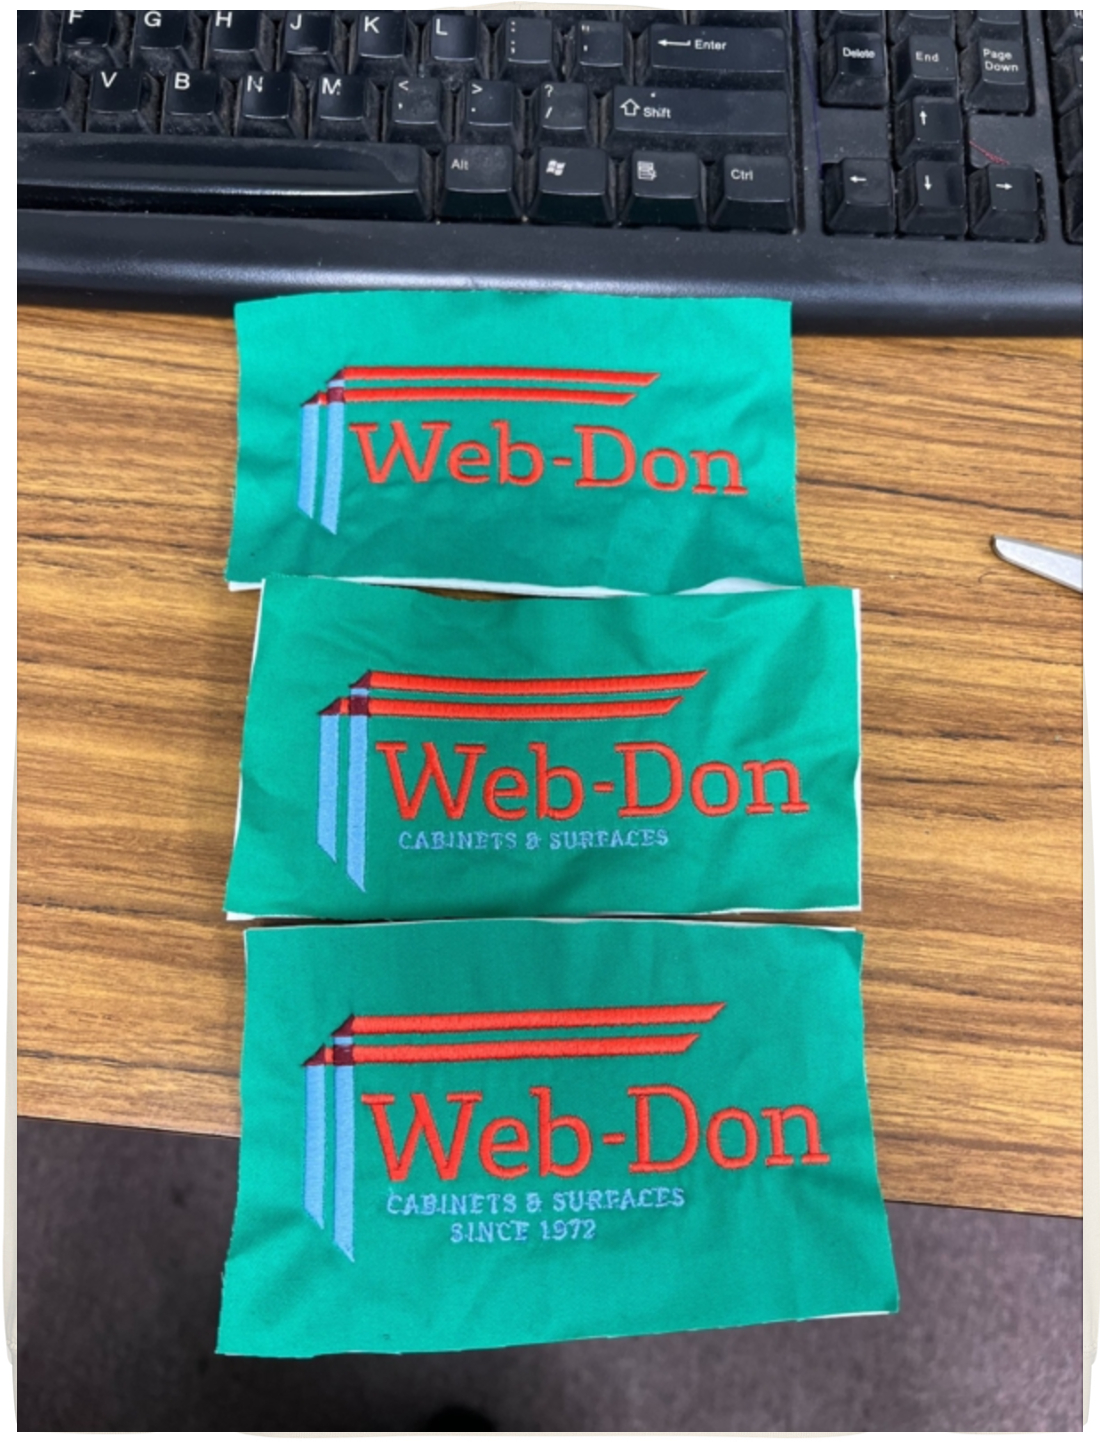 F G H J K L : ; " ' Enter Delete End Page Down
V B N M < , > . ? / Shift
Alt Ctrl
Web-Don
Web-Don
CABINETS & SURFACES
Web-Don
CABINETS & SURFACES
SINCE 1972